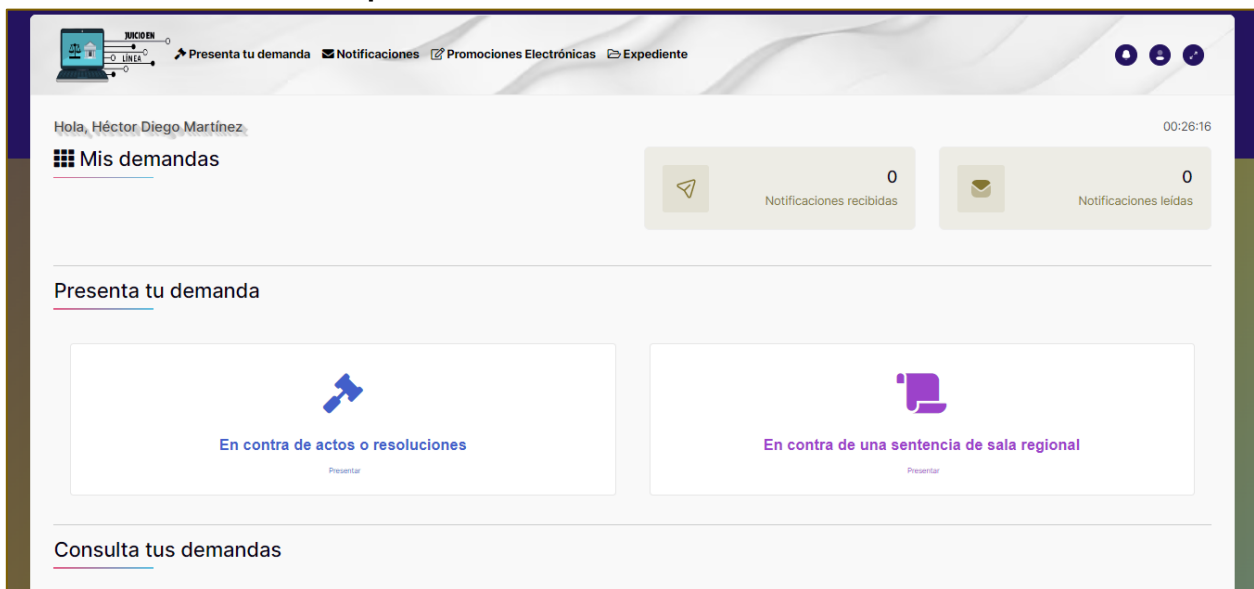 JUICIO EN
LÍNEA
Presenta tu demanda Notificaciones Promociones Electrónicas Expediente
Hola, Héctor Diego Martínez
00:26:16
Mis demandas
0
Notificaciones recibidas
0
Notificaciones leídas
Presenta tu demanda
En contra de actos o resoluciones
Presentar
En contra de una sentencia de sala regional
Presentar
Consulta tus demandas